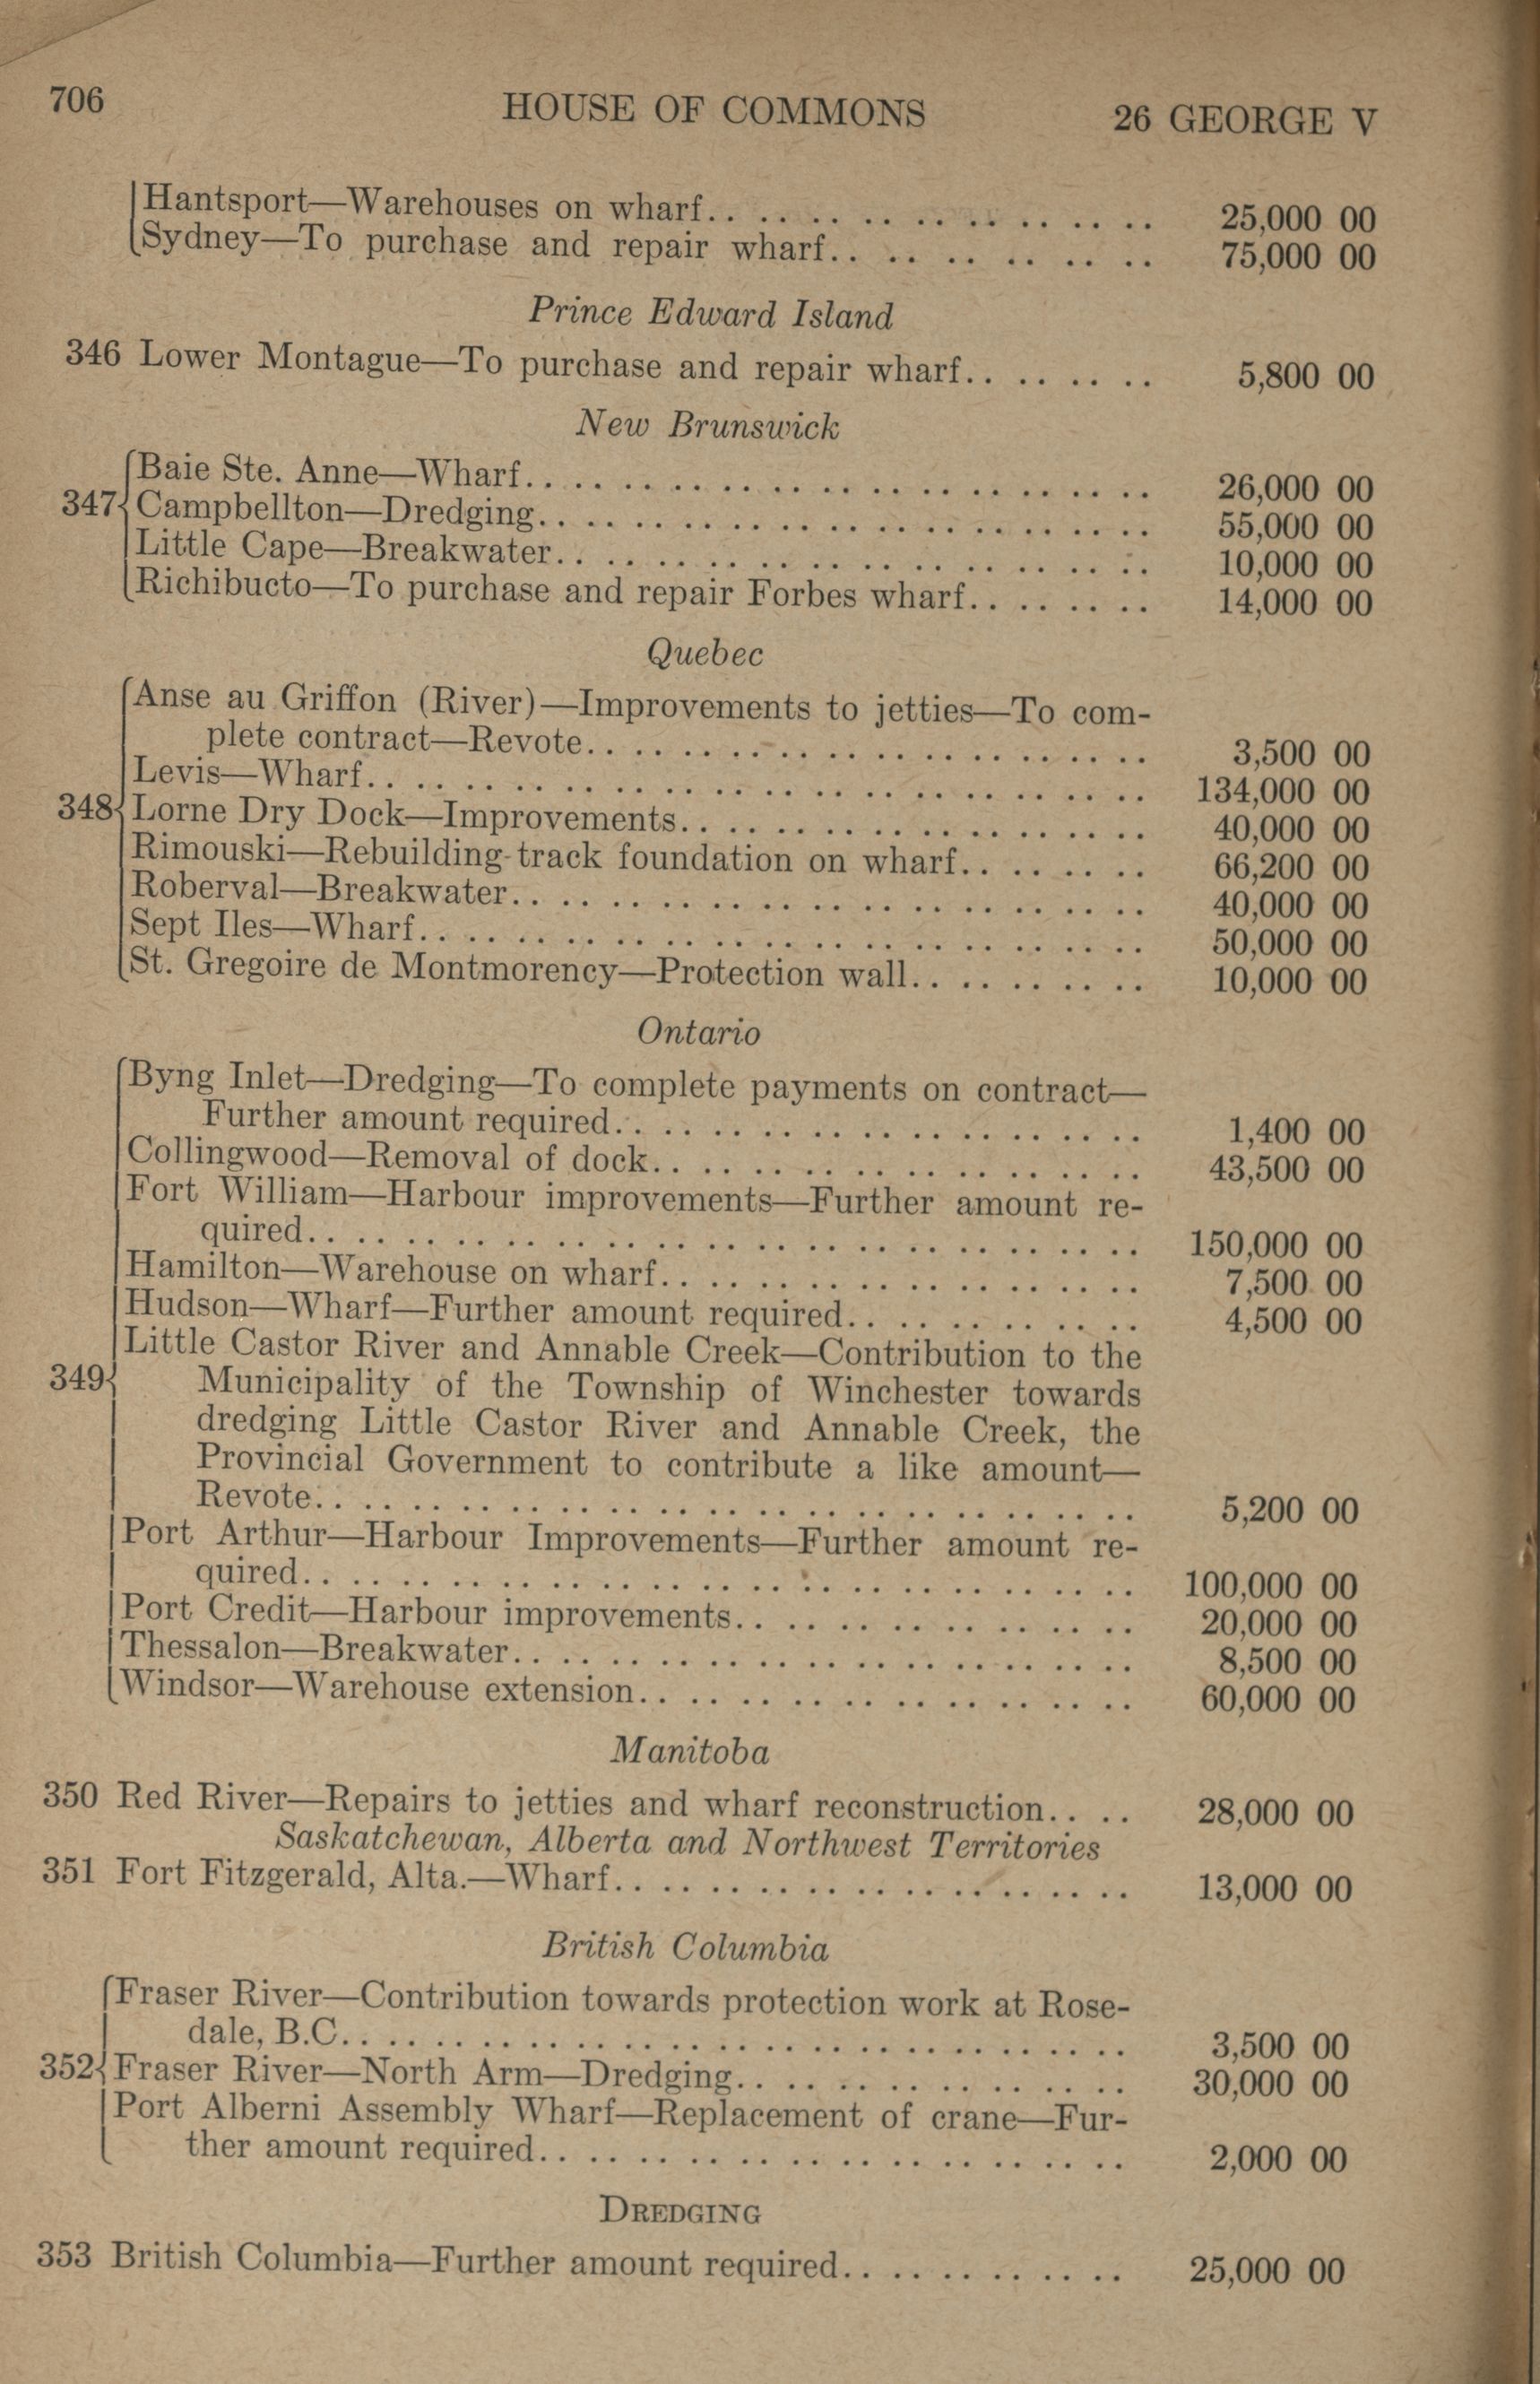 706 HOUSE OF COMMONS 26 GEORGE V
Hantsport—Warehouses on wharf.. .. .. .. .. .. .. .. .. 25,000 00
Sydney—To purchase and repair wharf.. .. .. .. .. .. 75,000 00
Prince Edward Island
346 Lower Montague—To purchase and repair wharf.. .. .. .. 5,800 00
New Brunswick
Baie Ste. Anne—Wharf.. .. .. .. .. .. .. .. .. .. .. .. .. 26,000 00
347 Campbellton—Dredging.. .. .. .. .. .. .. .. .. .. .. .. 55,000 00
Little Cape—Breakwater.. .. .. .. .. .. .. .. .. .. .. .. 10,000 00
Richibucto—To purchase and repair Forbes wharf.. .. .. .. 14,000 00
Quebec
Anse au Griffon (River)—Improvements to jetties—To com-
plete contract—Revote.. .. .. .. .. .. .. .. .. .. .. 3,500 00
Levis—Wharf.. .. .. .. .. .. .. .. .. .. .. .. .. .. .. .. 134,000 00
348 Lorne Dry Dock—Improvements.. .. .. .. .. .. .. .. .. 40,000 00
Rimouski—Rebuilding track foundation on wharf.. .. .. .. 66,200 00
Roberval—Breakwater.. .. .. .. .. .. .. .. .. .. .. .. .. 40,000 00
Sept Iles—Wharf.. .. .. .. .. .. .. .. .. .. .. .. .. .. .. 50,000 00
St. Gregoire de Montmorency—Protection wall.. .. .. .. .. 10,000 00
Ontario
Byng Inlet—Dredging—To complete payments on contract—
Further amount required.. .. .. .. .. .. .. .. .. .. .. 1,400 00
Collingwood—Removal of dock.. .. .. .. .. .. .. .. .. .. 43,500 00
Fort William—Harbour improvements—Further amount re-
quired.. .. .. .. .. .. .. .. .. .. .. .. .. .. .. .. .. 150,000 00
Hamilton—Warehouse on wharf.. .. .. .. .. .. .. .. .. .. 7,500 00
Hudson—Wharf—Further amount required.. .. .. .. .. .. 4,500 00
Little Castor River and Annable Creek—Contribution to the
349 Municipality of the Township of Winchester towards
dredging Little Castor River and Annable Creek, the
Provincial Government to contribute a like amount—
Revote.. .. .. .. .. .. .. .. .. .. .. .. .. .. .. .. .. 5,200 00
Port Arthur—Harbour Improvements—Further amount re-
quired.. .. .. .. .. .. .. .. .. .. .. .. .. .. .. .. .. 100,000 00
Port Credit—Harbour improvements.. .. .. .. .. .. .. .. 20,000 00
Thessalon—Breakwater.. .. .. .. .. .. .. .. .. .. .. .. .. 8,500 00
Windsor—Warehouse extension.. .. .. .. .. .. .. .. .. .. 60,000 00
Manitoba
350 Red River—Repairs to jetties and wharf reconstruction.. .. 28,000 00
Saskatchewan, Alberta and Northwest Territories
351 Fort Fitzgerald, Alta.—Wharf.. .. .. .. .. .. .. .. .. .. .. 13,000 00
British Columbia
Fraser River—Contribution towards protection work at Rose-
dale, B.C.. .. .. .. .. .. .. .. .. .. .. .. .. .. .. .. 3,500 00
352 Fraser River—North Arm—Dredging.. .. .. .. .. .. .. .. 30,000 00
Port Alberni Assembly Wharf—Replacement of crane—Fur-
ther amount required.. .. .. .. .. .. .. .. .. .. .. .. 2,000 00
DREDGING
353 British Columbia—Further amount required.. .. .. .. .. .. 25,000 00